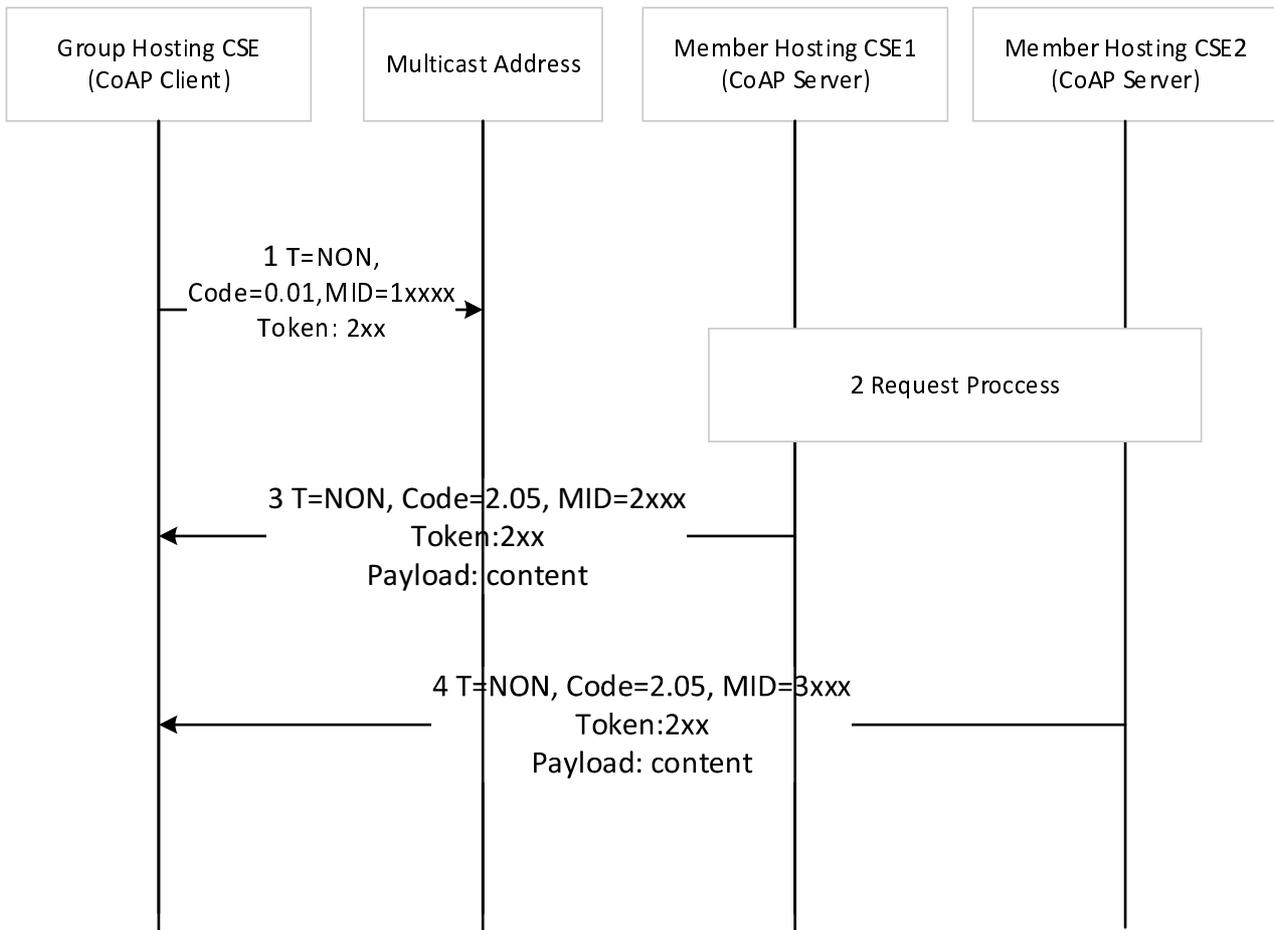 Group Hosting CSE
(CoAP Client)
Multicast Address
Member Hosting CSE1
(CoAP Server)
Member Hosting CSE2
(CoAP Server)
1 T=NON,
Code=0.01,MID=1xxxx
Token: 2xx
2 Request Proccess
3 T=NON, Code=2.05, MID=2xxx
Token:2xx
Payload: content
4 T=NON, Code=2.05, MID=3xxx
Token:2xx
Payload: content